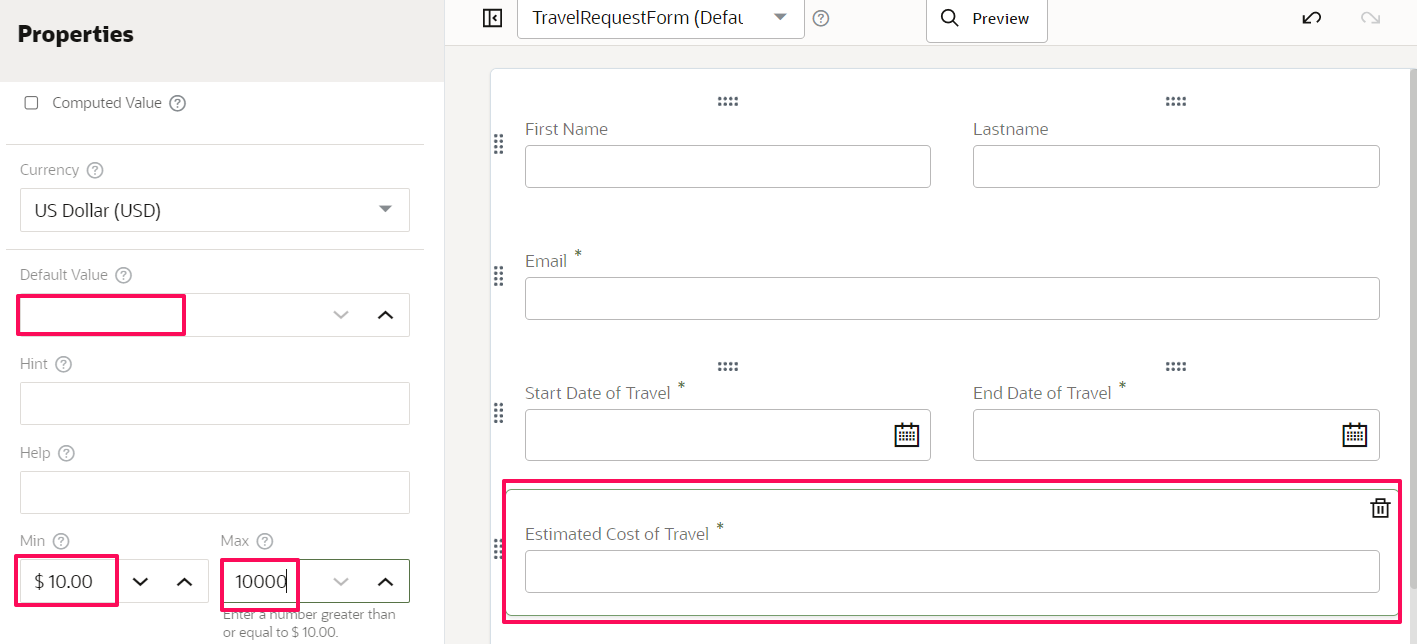 Properties
TravelRequestForm (Defau
Preview
Computed Value ?
Currency ?
US Dollar (USD)
Default Value ?
Hint ?
Help ?
Min ?
Max ?
$ 10.00
10000
Enter a number greater than
or equal to $ 10.00.
First Name
Lastname
Email *
Start Date of Travel *
End Date of Travel *
Estimated Cost of Travel *